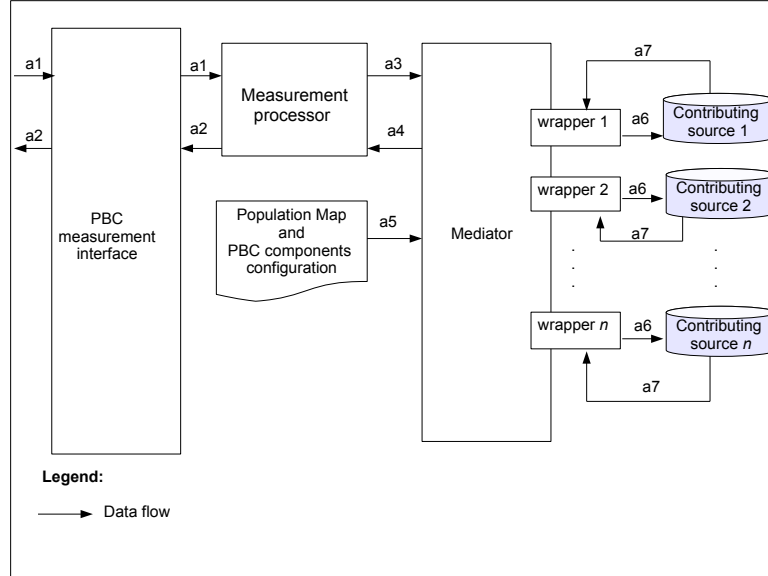 a1
a2
PBC
measurement
interface
a1
a2
Measurement
processor
a3
a4
Population Map
and
PBC components
configuration
a5
Mediator
a7
wrapper 1
a6
Contributing
source 1
wrapper 2
a6
Contributing
source 2
a7
. .
. .
. .
wrapper n
a6
Contributing
source n
a7
Legend:
Data flow